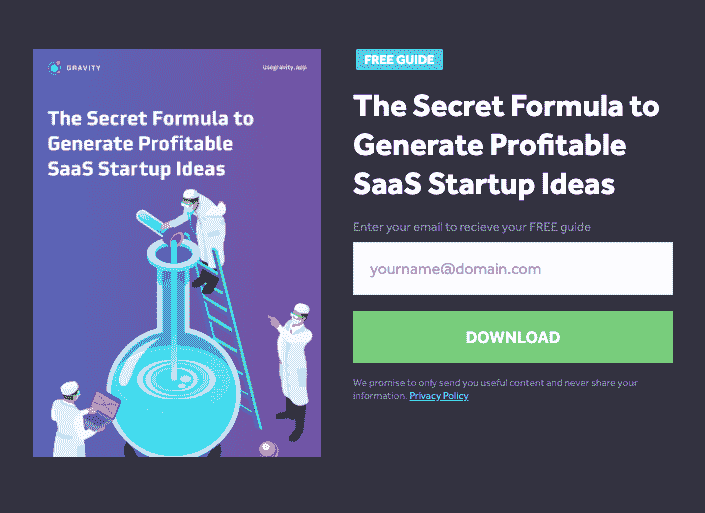 GRAVITY
usegravity.app
The Secret Formula to
Generate Profitable
SaaS Startup Ideas
FREE GUIDE
The Secret Formula to
Generate Profitable
SaaS Startup Ideas
Enter your email to recieve your FREE guide
yourname@domain.com
DOWNLOAD
We promise to only send you useful content and never share your
information. Privacy Policy